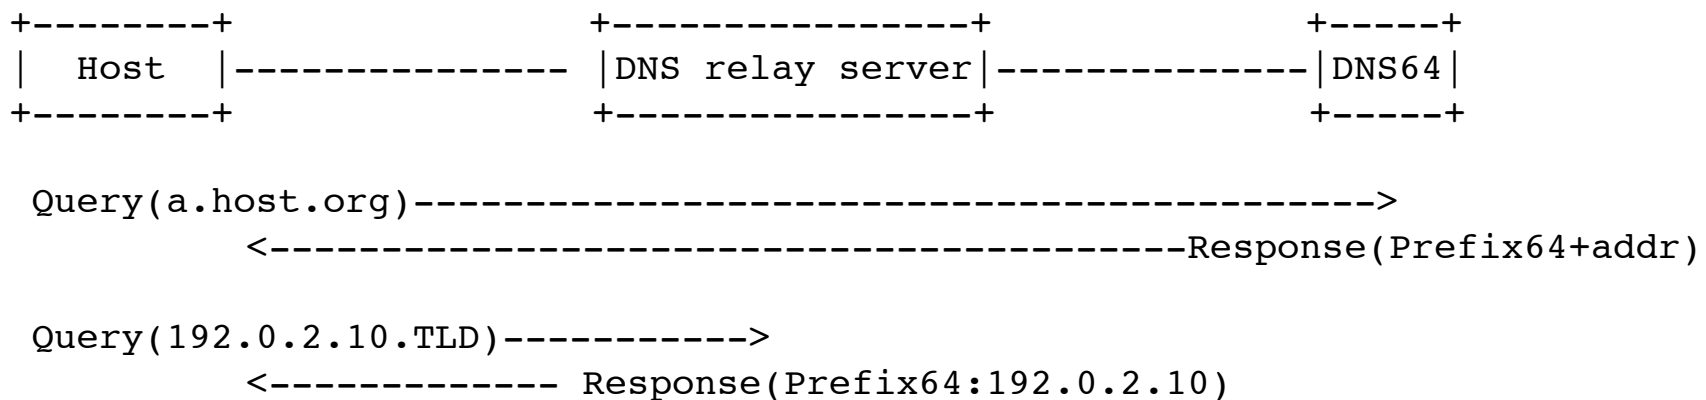 +--------+ +----------------+ +-----+
| Host |--------------- |DNS relay server|--------------|DNS64|
+--------+ +----------------+ +-----+
Query(a.host.org)------------------------------------------->
<-----------------------------------------Response(Prefix64+addr)
Query(192.0.2.10.TLD)----------->
<------------- Response(Prefix64:192.0.2.10)